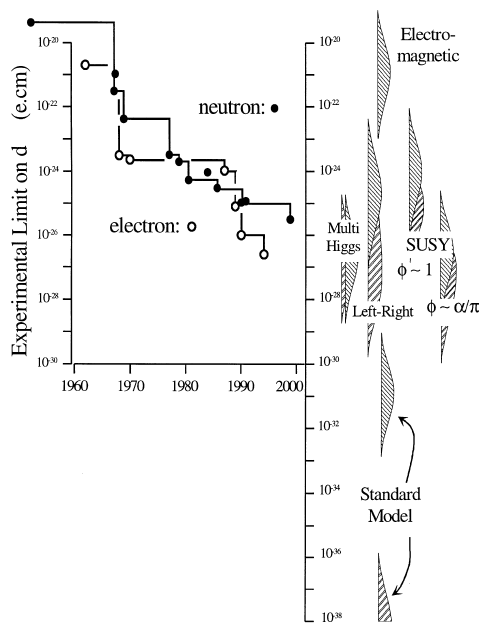 Experimental Limit on d (e.cm)
10-20
10-22
10-24
10-26
10-28
10-30
1960 1970 1980 1990 2000
neutron:
electron:
10-20
10-22
10-24
10-26
10-28
10-30
10-32
10-34
10-36
10-38
Electro-
magnetic
Multi
Higgs
SUSY
ϕ ~ 1
Left-Right
ϕ ~ α/π
Standard
Model